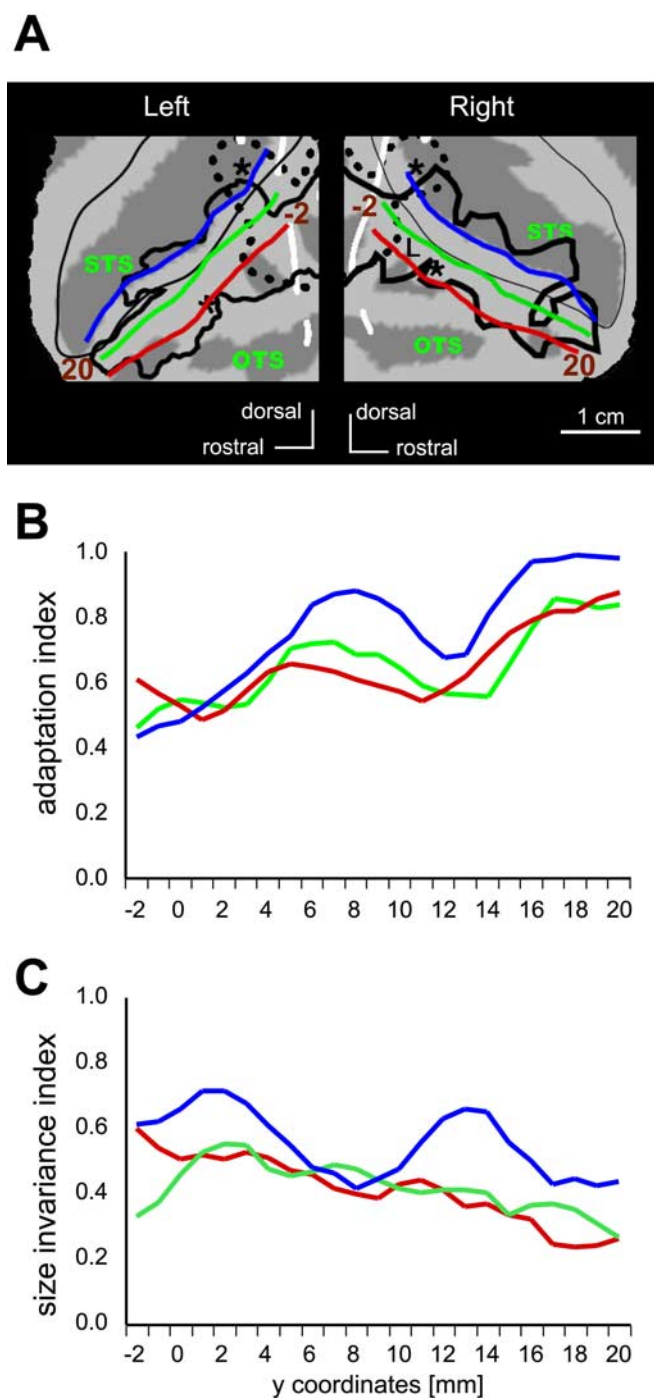 A
Left Right
-2 -2
STS STS
L
OTS OTS
20 20
dorsal dorsal
rostral rostral
1 cm
B
adaptation index
1.0
0.8
0.6
0.4
0.2
0.0
-2 0 2 4 6 8 10 12 14 16 18 20
C
size invariance index
1.0
0.8
0.6
0.4
0.2
0.0
-2 0 2 4 6 8 10 12 14 16 18 20
y coordinates [mm]